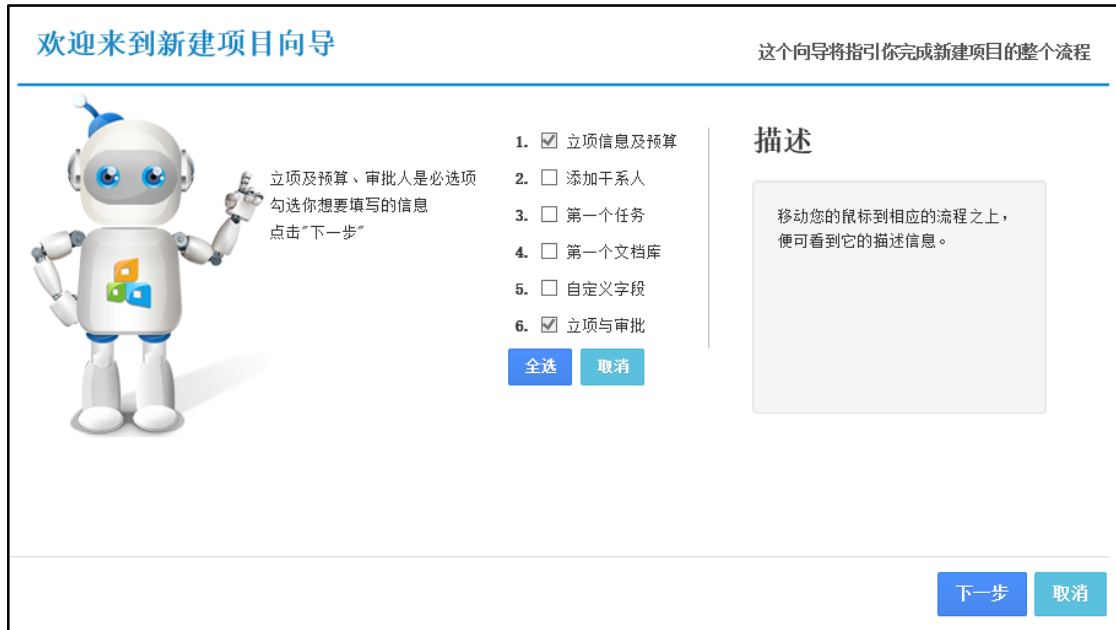 欢迎来到新建项目向导
这个向导将指引你完成新建项目的整个流程
立项及预算、审批人是必选项
勾选你想要填写的信息
点击"下一步"
1. 立项信息及预算
2. 添加干系人
3. 第一个任务
4. 第一个文档库
5. 自定义字段
6. 立项与审批
全选 取消
描述
移动您的鼠标到相应的流程之上，
便可看到它的描述信息。
下一步 取消